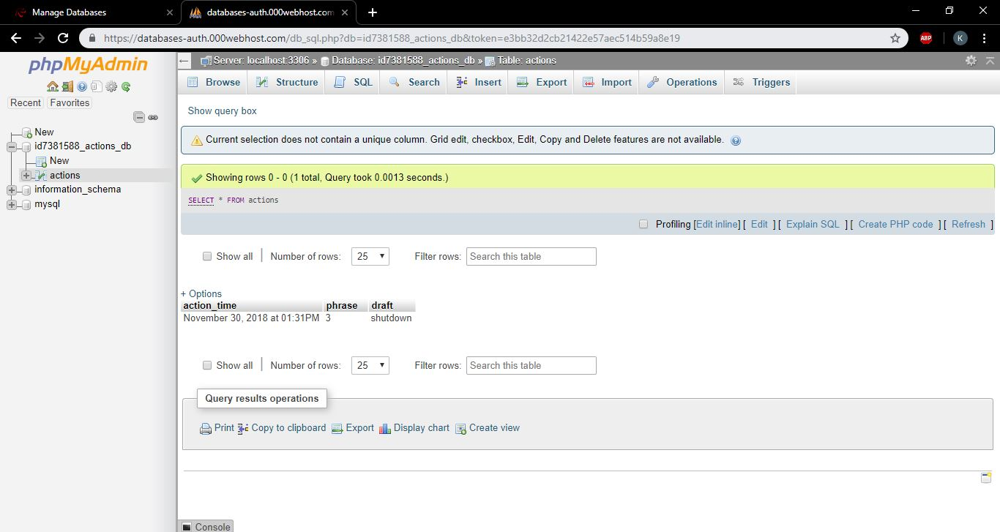 Manage Databases
databases-auth.000webhost.com
https://databases-auth.000webhost.com/db_sql.php?db=id7381588_actions_db&token=e3bb32d2cb21422e57aec514b59a8e19
ABP
K
phpMyAdmin
Recent Favorites
New
id7381588_actions_db
New
actions
information_schema
mysql
Server: localhost:3306 » Database: id7381588_actions_db » Table: actions
Browse Structure SQL Search Insert Export Import Operations Triggers
Show query box
Current selection does not contain a unique column. Grid edit, checkbox, Edit, Copy and Delete features are not available.
Showing rows 0 - 0 (1 total, Query took 0.0013 seconds.)
SELECT * FROM actions
Profiling [Edit inline] [ Edit ] [ Explain SQL ] [ Create PHP code ] [ Refresh ]
Show all | Number of rows: 25 Filter rows: Search this table
+ Options
action_time phrase draft
November 30, 2018 at 01:31PM 3 shutdown
Show all | Number of rows: 25 Filter rows: Search this table
Query results operations
Print Copy to clipboard Export Display chart Create view
Console